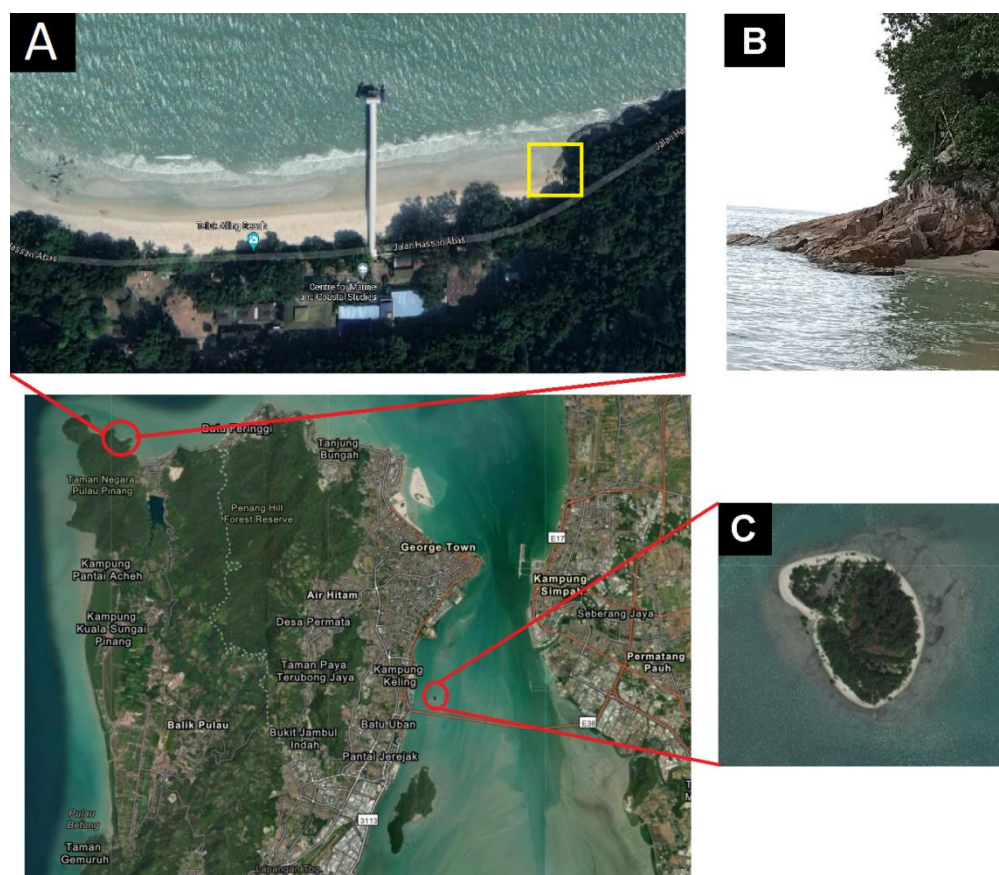 A
Teluk Aling Beach
Hassan Abas
Jalan Hassan Abas
Centre for Marine
and Coastal Studies
B
Batu Feringgi
Tanjung
Bungah
Taman Negara
Pulau Pinang
Penang Hill
Forest Reserve
George Town
E17
Kampung
Pantai Acheh
Air Hitam
Kampung
Simpah
Seberang Jaya
Kampung
Kuala Sungai
Pinang
Desa Permata
Taman Paya
Terubong Jaya
Kampung
Keling
Permatang
Pauh
Balik Pulau
Bukit Jambul
Indah
Batu Uban
E36
Pantai Jerejak
Pulau
Betong
3113
Taman
Gemuruh
C